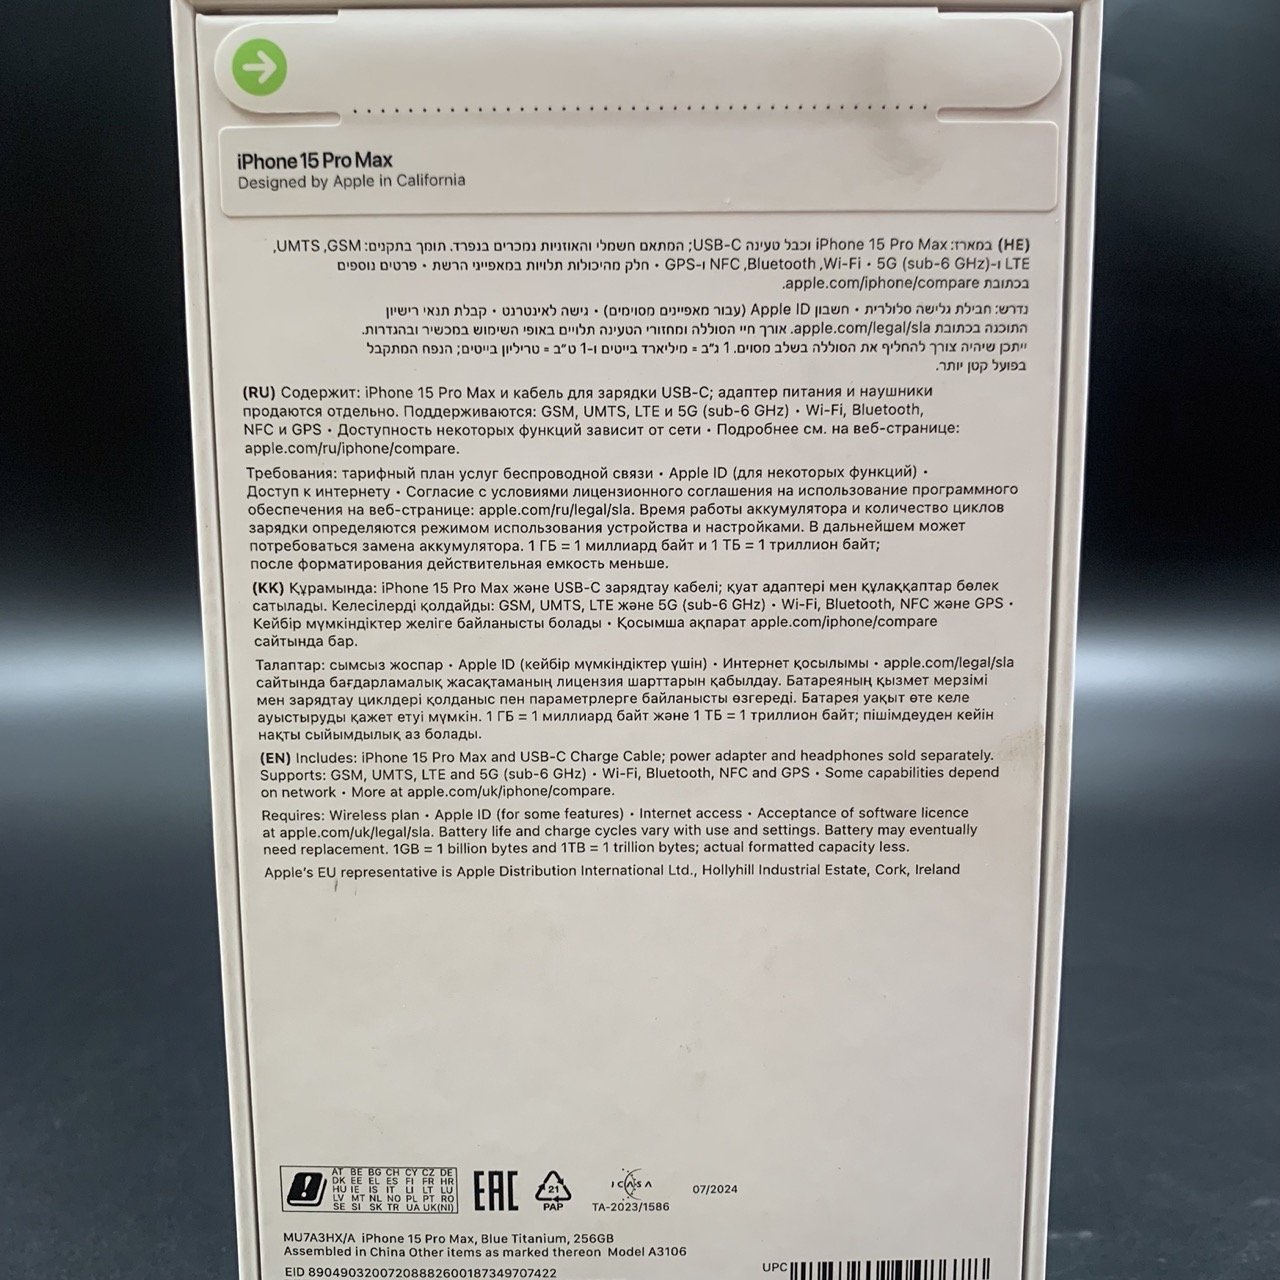 iPhone 15 Pro Max
Designed by Apple in California
(HE) במארז: iPhone 15 Pro Max וכבל טעינה USB-C; המתאם חשמלי והאוזניות נמכרים בנפרד. תומך בתקנים: UMTS ,GSM,
LTE ו-5G (sub-6 GHz) • Wi-Fi, Bluetooth, NFC ו-GPS • חלק מהיכולות תלויות במאפייני הרשת • פרטים נוספים
בכתובת apple.com/iphone/compare.
נדרש: חבילת גלישה סלולרית • חשבון Apple ID (עבור מאפיינים מסוימים) • גישה לאינטרנט • קבלת תנאי רישיון
התוכנה בכתובת apple.com/legal/sla. אורך חיי הסוללה ומחזורי הטעינה תלויים באופי השימוש במכשיר ובהגדרות.
ייתכן שיהיה צורך להחליף את הסוללה בשלב מסוים. 1 ג״ב = מיליארד בייטים ו-1 ט״ב = טריליון בייטים; הנפח המתקבל
בפועל קטן יותר.
(RU) Содержит: iPhone 15 Pro Max и кабель для зарядки USB-C; адаптер питания и наушники
продаются отдельно. Поддерживаются: GSM, UMTS, LTE и 5G (sub-6 GHz) • Wi-Fi, Bluetooth,
NFC и GPS • Доступность некоторых функций зависит от сети • Подробнее см. на веб-странице:
apple.com/ru/iphone/compare.
Требования: тарифный план услуг беспроводной связи • Apple ID (для некоторых функций) •
Доступ к интернету • Согласие с условиями лицензионного соглашения на использование программного
обеспечения на веб-странице: apple.com/ru/legal/sla. Время работы аккумулятора и количество циклов
зарядки определяются режимом использования устройства и настройками. В дальнейшем может
потребоваться замена аккумулятора. 1 ГБ = 1 миллиард байт и 1 ТБ = 1 триллион байт;
после форматирования действительная емкость меньше.
(KK) Құрамында: iPhone 15 Pro Max және USB-C зарядтау кабелі; қуат адаптері мен құлаққаптар бөлек
сатылады. Келесілерді қолдайды: GSM, UMTS, LTE және 5G (sub-6 GHz) • Wi-Fi, Bluetooth, NFC және GPS •
Кейбір мүмкіндіктер желіге байланысты болады • Қосымша ақпарат apple.com/iphone/compare
сайтында бар.
Талаптар: сымсыз жоспар • Apple ID (кейбір мүмкіндіктер үшін) • Интернет қосылымы • apple.com/legal/sla
сайтында бағдарламалық жасақтаманың лицензия шарттарын қабылдау. Батареяның қызмет мерзімі
мен зарядтау циклдері қолданыс пен параметрлерге байланысты өзгереді. Батарея уақыт өте келе
ауыстыруды қажет етуі мүмкін. 1 ГБ = 1 миллиард байт және 1 ТБ = 1 триллион байт; пішімдеуден кейін
нақты сыйымдылық аз болады.
(EN) Includes: iPhone 15 Pro Max and USB-C Charge Cable; power adapter and headphones sold separately.
Supports: GSM, UMTS, LTE and 5G (sub-6 GHz) • Wi-Fi, Bluetooth, NFC and GPS • Some capabilities depend
on network • More at apple.com/uk/iphone/compare.
Requires: Wireless plan • Apple ID (for some features) • Internet access • Acceptance of software licence
at apple.com/uk/legal/sla. Battery life and charge cycles vary with use and settings. Battery may eventually
need replacement. 1GB = 1 billion bytes and 1TB = 1 trillion bytes; actual formatted capacity less.
Apple's EU representative is Apple Distribution International Ltd., Hollyhill Industrial Estate, Cork, Ireland
AT BE BG CH CY CZ DE
DK EE EL ES FI FR HR
HU IE IS IT LI LT LU
LV MT NL NO PL PT RO
SE SI SK TR UA UK(NI)
EAC
21
PAP
ICASA
TA-2023/1586
07/2024
MU7A3HX/A iPhone 15 Pro Max, Blue Titanium, 256GB
Assembled in China Other items as marked thereon Model A3106
EID 89049032007208882600187349707422
UPC